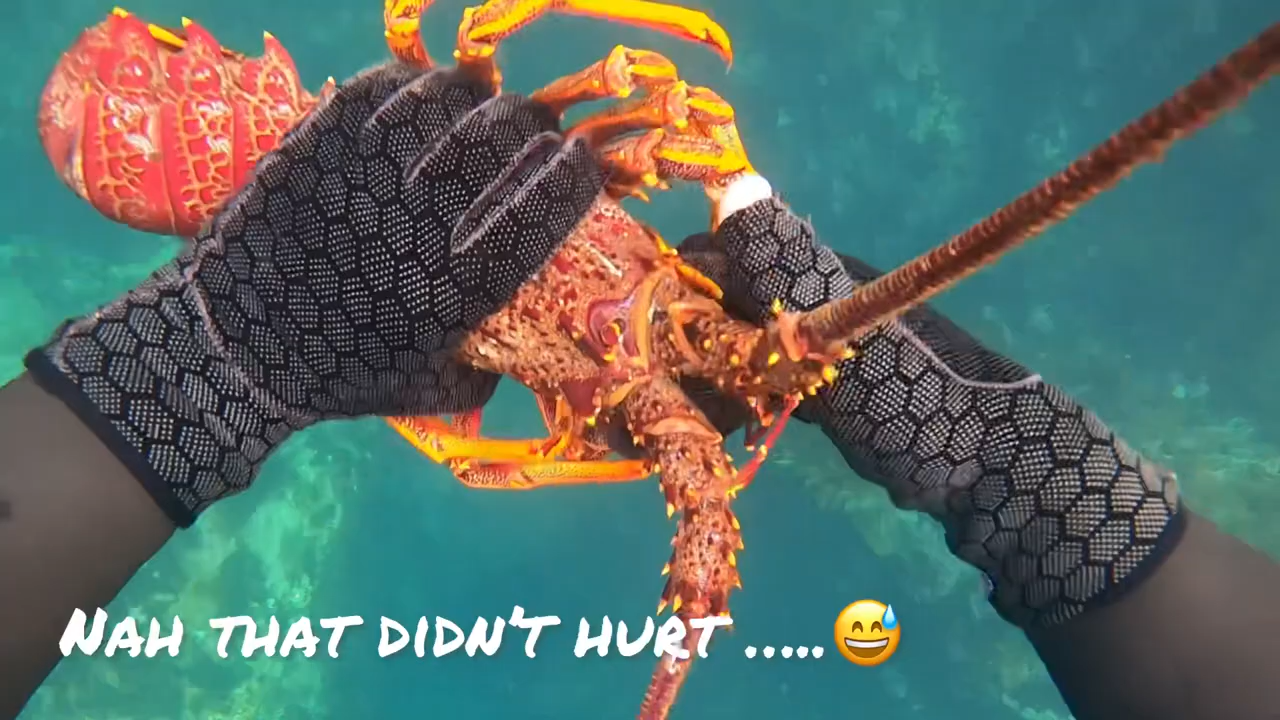 NAH THAT DIDN'T HURT .....😅